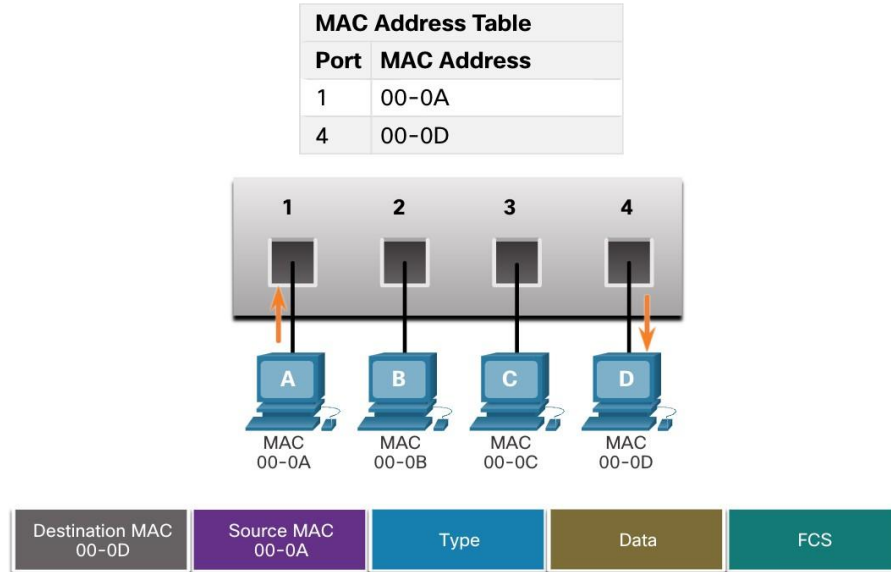 MAC Address Table
Port MAC Address
1 00-0A
4 00-0D
1 2 3 4
A B C D
MAC MAC MAC MAC
00-0A 00-0B 00-0C 00-0D
Destination MAC
00-0D
Source MAC
00-0A
Type
Data
FCS